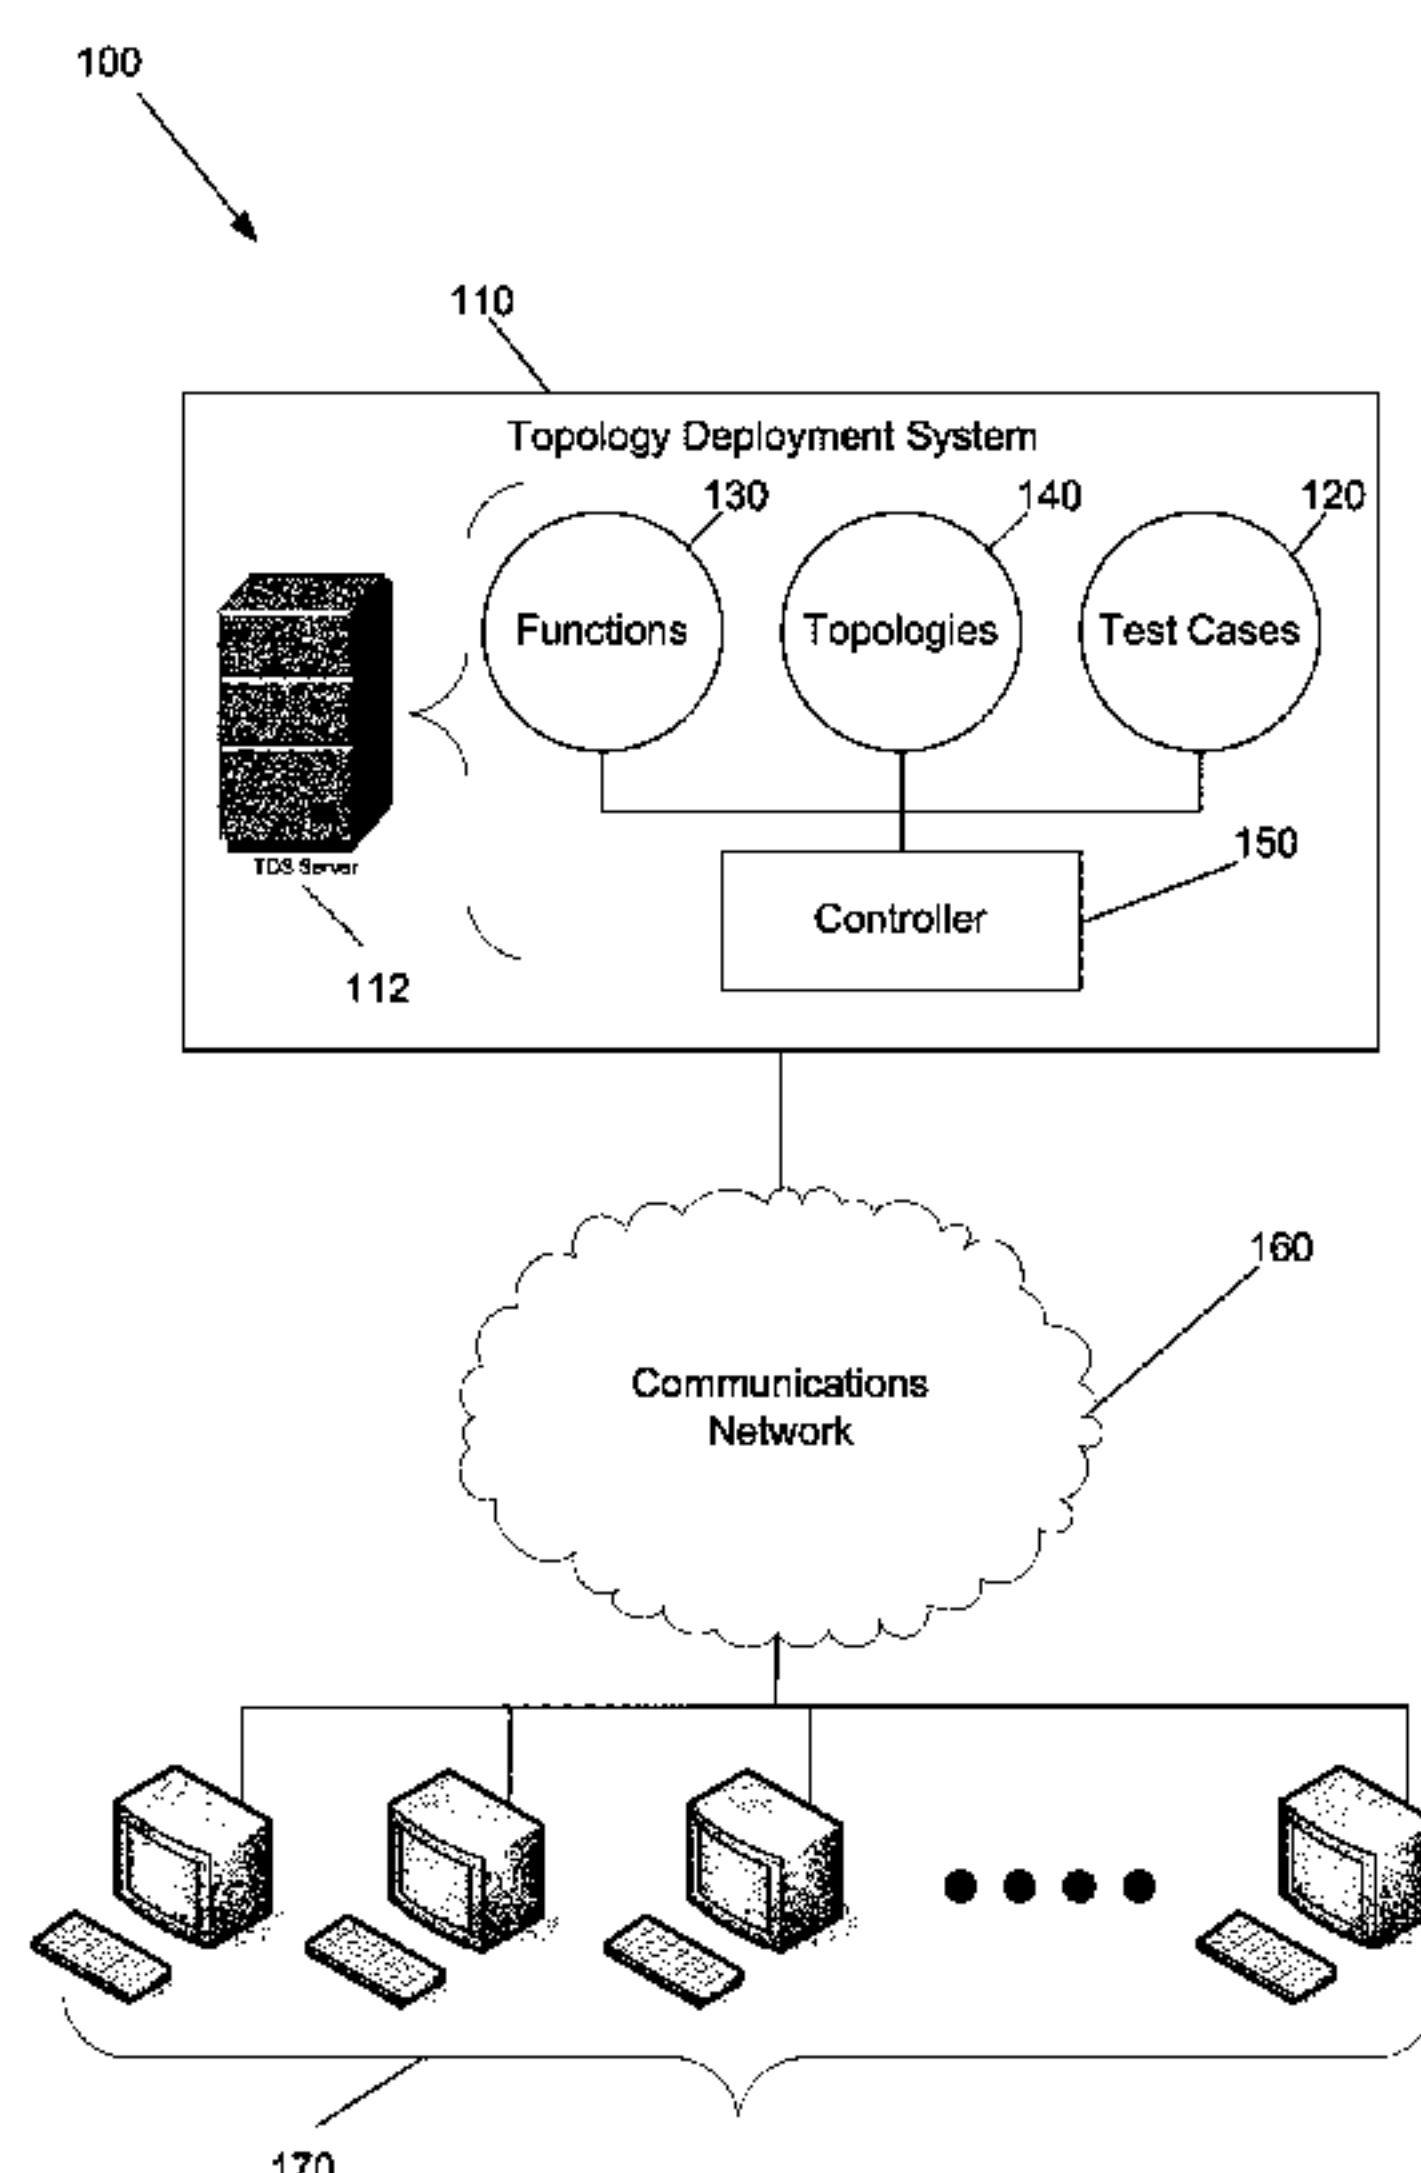 100
110
Topology Deployment System
130
140
120
Functions
Topologies
Test Cases
TDS Server
150
Controller
112
160
Communications
Network
170